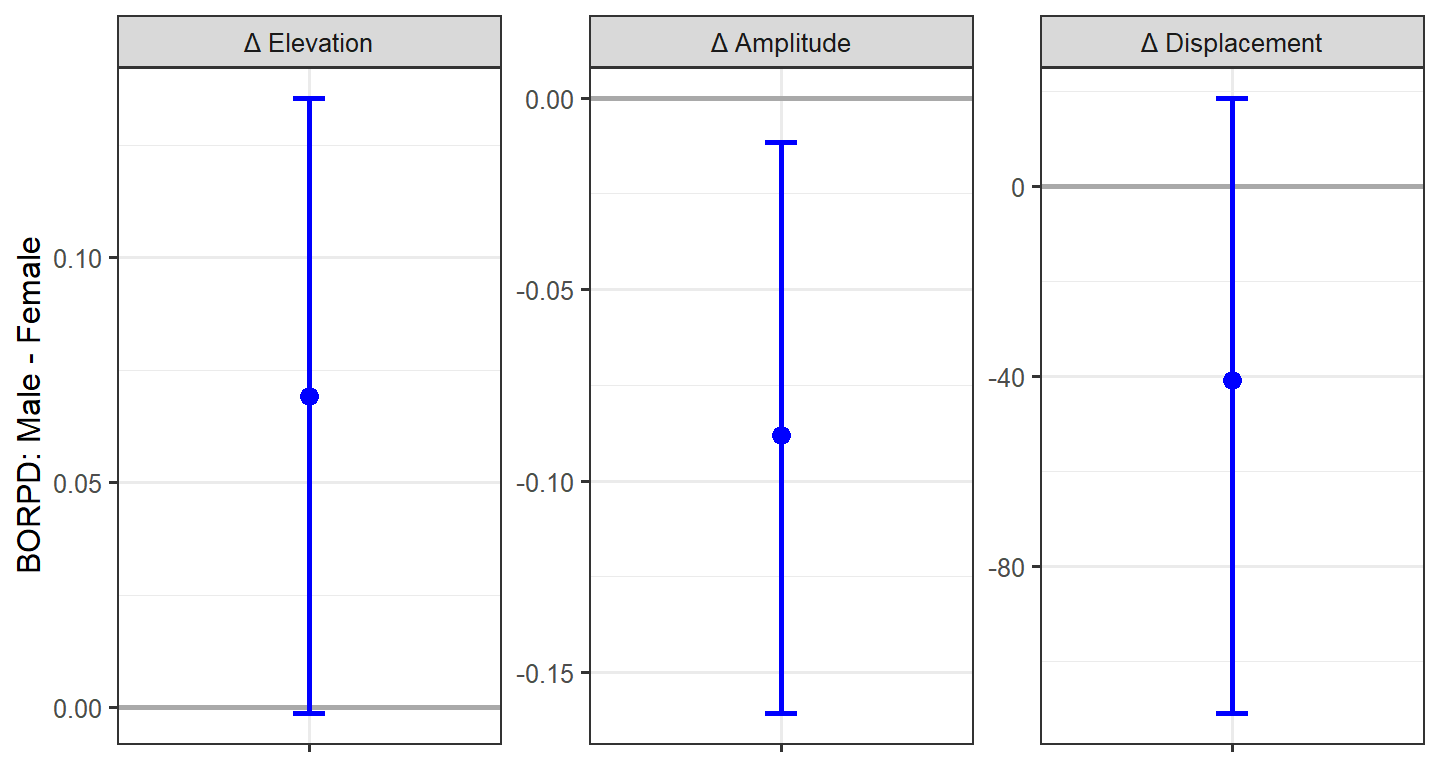 Δ Elevation
Δ Amplitude
Δ Displacement
BORPD: Male - Female
0.10
0.05
0.00
0.00
-0.05
-0.10
-0.15
0
-40
-80